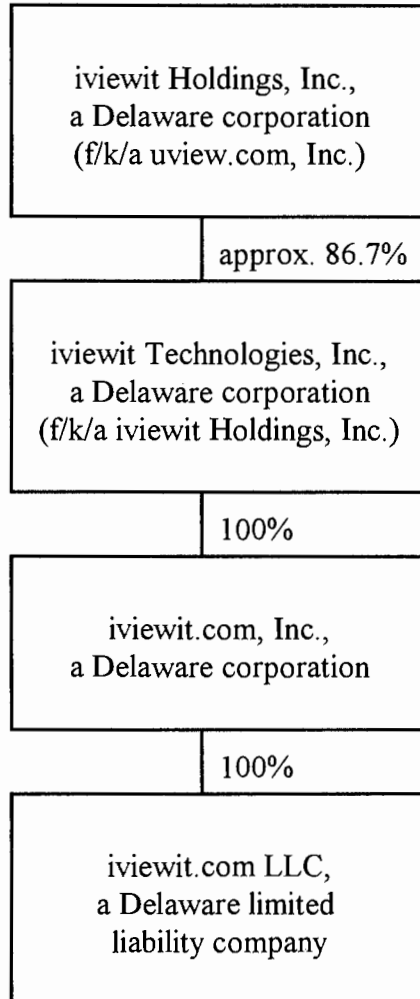 iviewit Holdings, Inc.,
a Delaware corporation
(f/k/a uview.com, Inc.)
approx. 86.7%
iviewit Technologies, Inc.,
a Delaware corporation
(f/k/a iviewit Holdings, Inc.)
100%
iviewit.com, Inc.,
a Delaware corporation
100%
iviewit.com LLC,
a Delaware limited
liability company